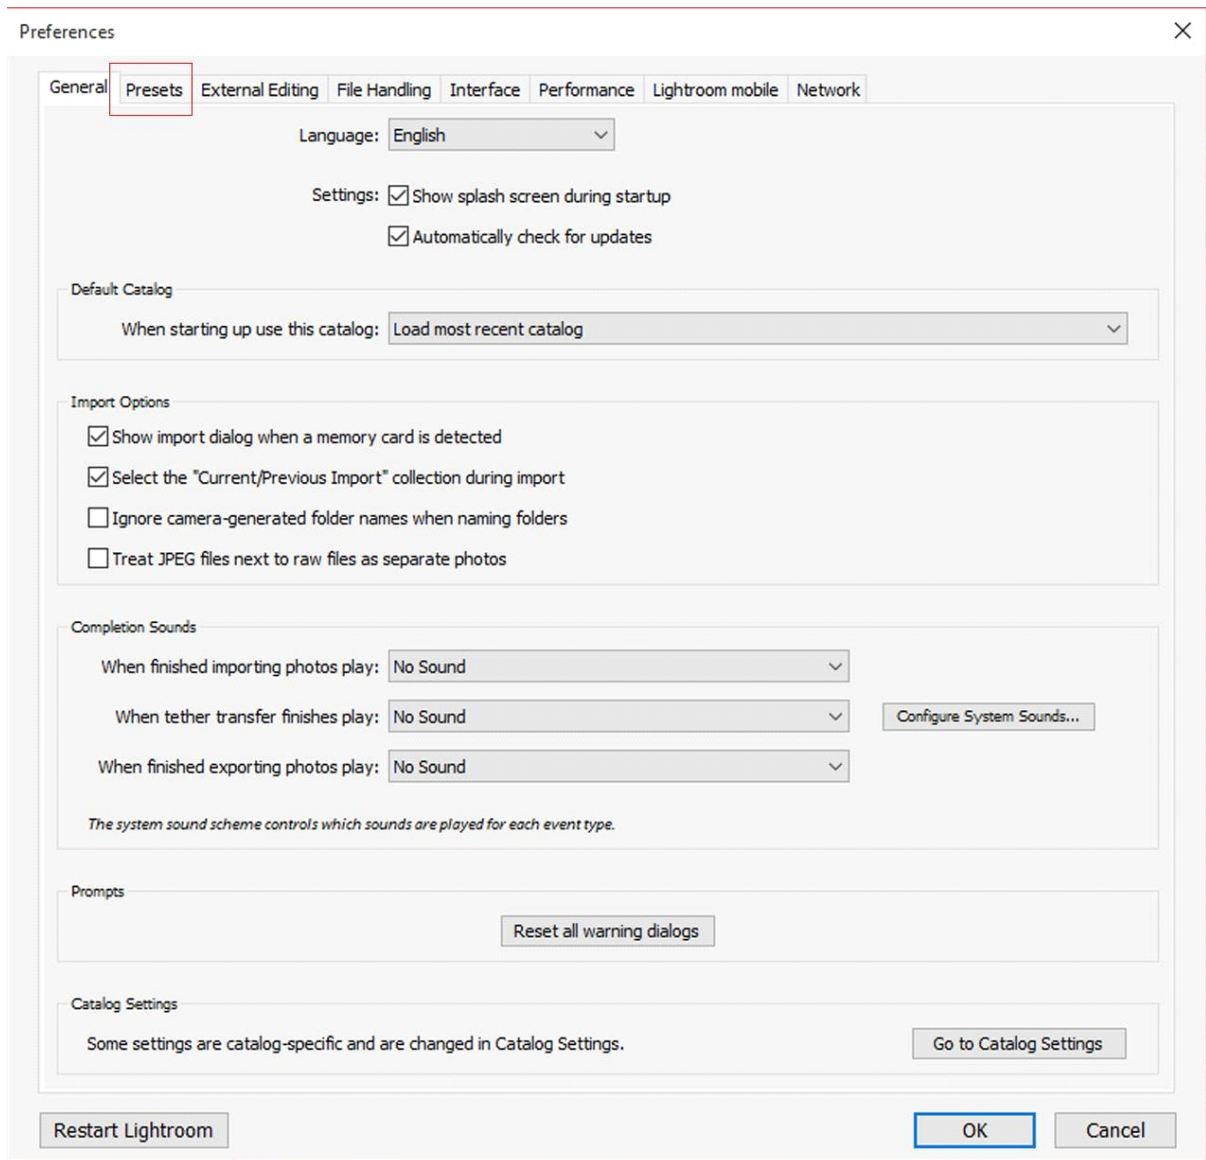 Preferences
General Presets External Editing File Handling Interface Performance Lightroom mobile Network
Language: English
Settings: Show splash screen during startup
Automatically check for updates
Default Catalog
When starting up use this catalog: Load most recent catalog
Import Options
Show import dialog when a memory card is detected
Select the "Current/Previous Import" collection during import
Ignore camera-generated folder names when naming folders
Treat JPEG files next to raw files as separate photos
Completion Sounds
When finished importing photos play: No Sound
When tether transfer finishes play: No Sound Configure System Sounds...
When finished exporting photos play: No Sound
The system sound scheme controls which sounds are played for each event type.
Prompts
Reset all warning dialogs
Catalog Settings
Some settings are catalog-specific and are changed in Catalog Settings. Go to Catalog Settings
Restart Lightroom OK Cancel